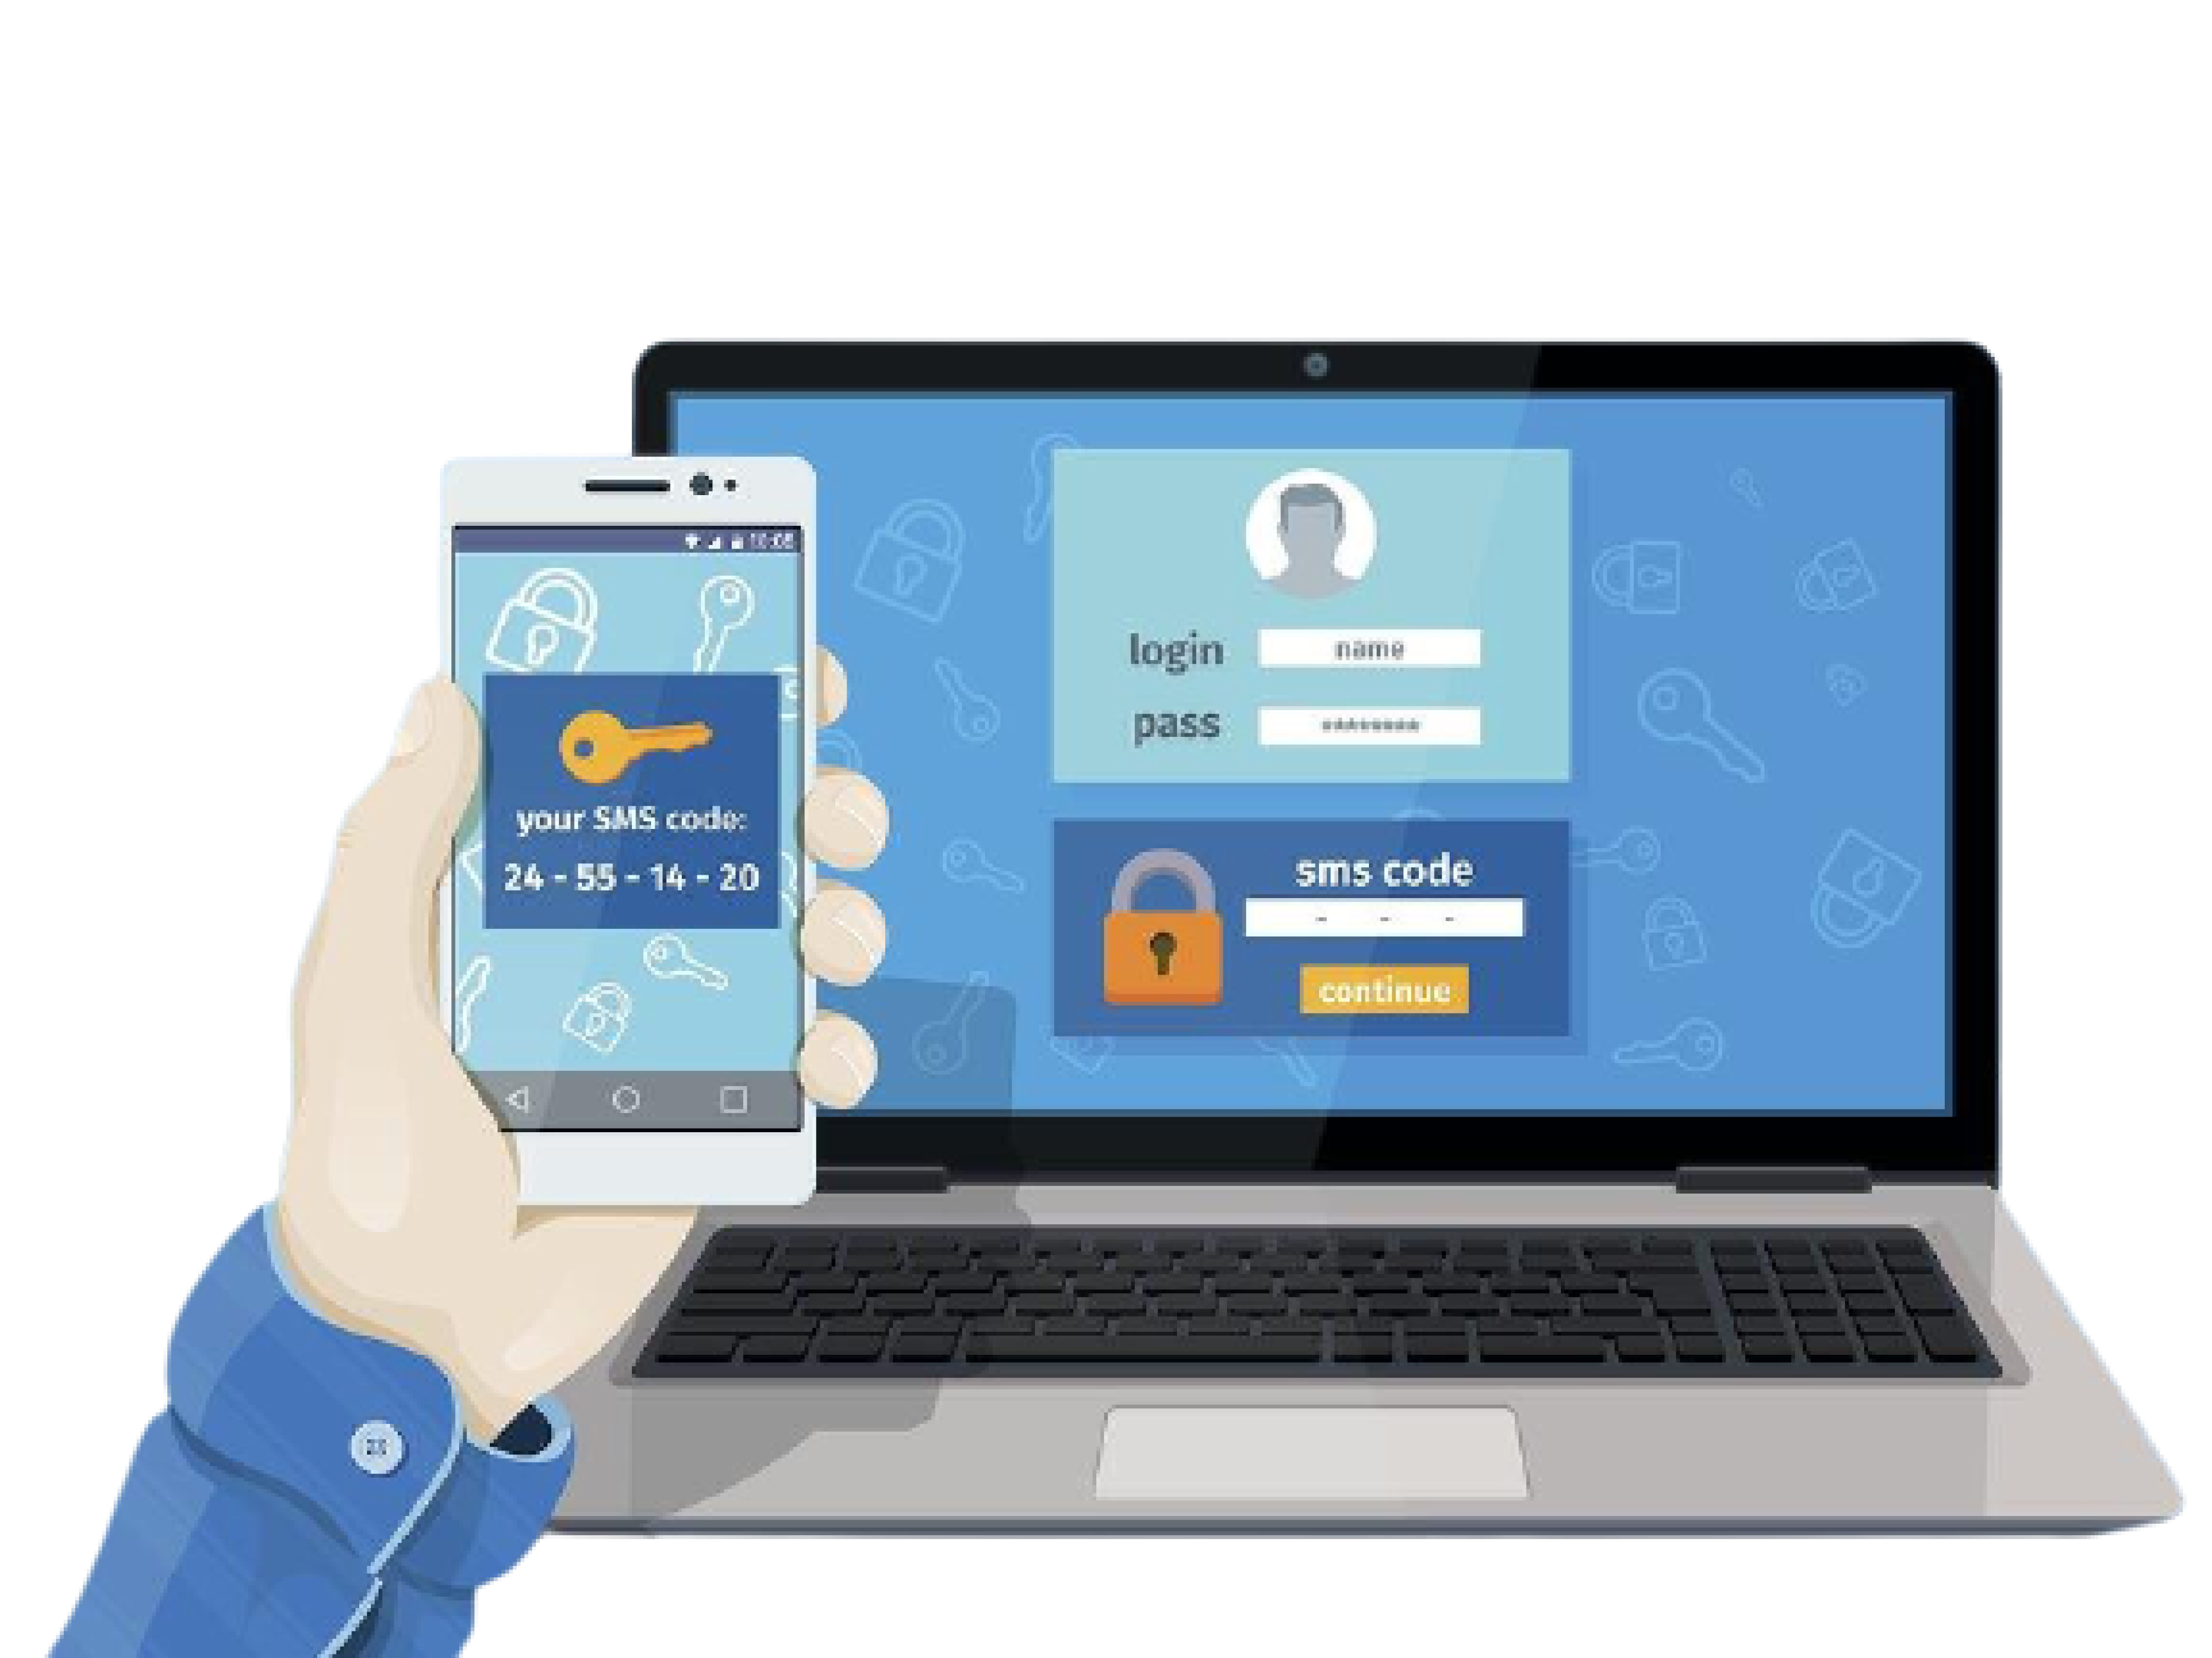 your SMS code:
24 - 55 - 14 - 20
login
name
pass
********
sms code
- - -
continue